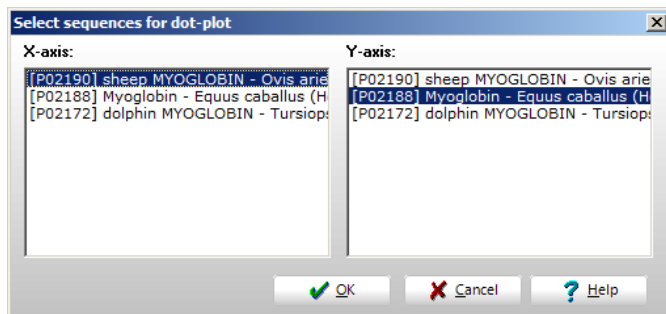 Select sequences for dot-plot
X-axis:
[P02190] sheep MYOGLOBIN - Ovis arie
[P02188] Myoglobin - Equus caballus (H
[P02172] dolphin MYOGLOBIN - Tursiops
Y-axis:
[P02190] sheep MYOGLOBIN - Ovis arie
[P02188] Myoglobin - Equus caballus (H
[P02172] dolphin MYOGLOBIN - Tursiops
OK
Cancel
Help